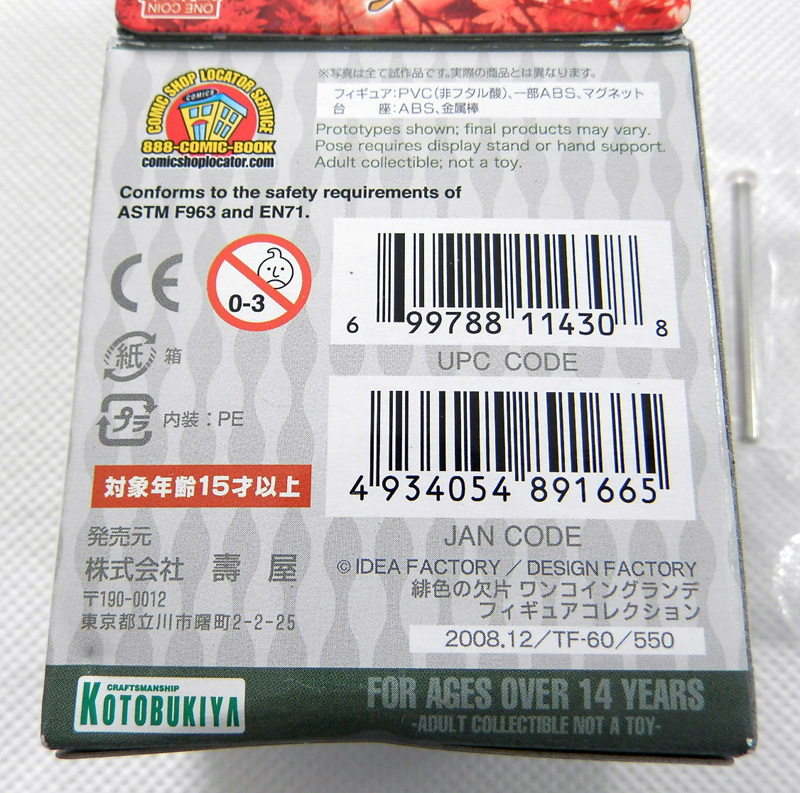 ONE COIN
COMIC SHOP LOCATOR SERVICE
COMICS
888-COMIC-BOOK
comicshoplocator.com
※写真は全て試作品です。実際の商品とは異なります。
フィギュア:PVC(非フタル酸)、一部ABS、マグネット
台　座:ABS、金属棒
Prototypes shown; final products may vary.
Pose requires display stand or hand support.
Adult collectible; not a toy.
Conforms to the safety requirements of
ASTM F963 and EN71.
CE
0-3
6 99788 11430 8
UPC CODE
紙 箱
プラ 内装:PE
4 934054 891665
JAN CODE
対象年齢15才以上
発売元
株式会社 壽屋
〒190-0012
東京都立川市曙町2-2-25
© IDEA FACTORY / DESIGN FACTORY
緋色の欠片 ワンコイングランデ
フィギュアコレクション
2008.12/TF-60/550
CRAFTSMANSHIP
KOTOBUKIYA
FOR AGES OVER 14 YEARS
-ADULT COLLECTIBLE NOT A TOY-